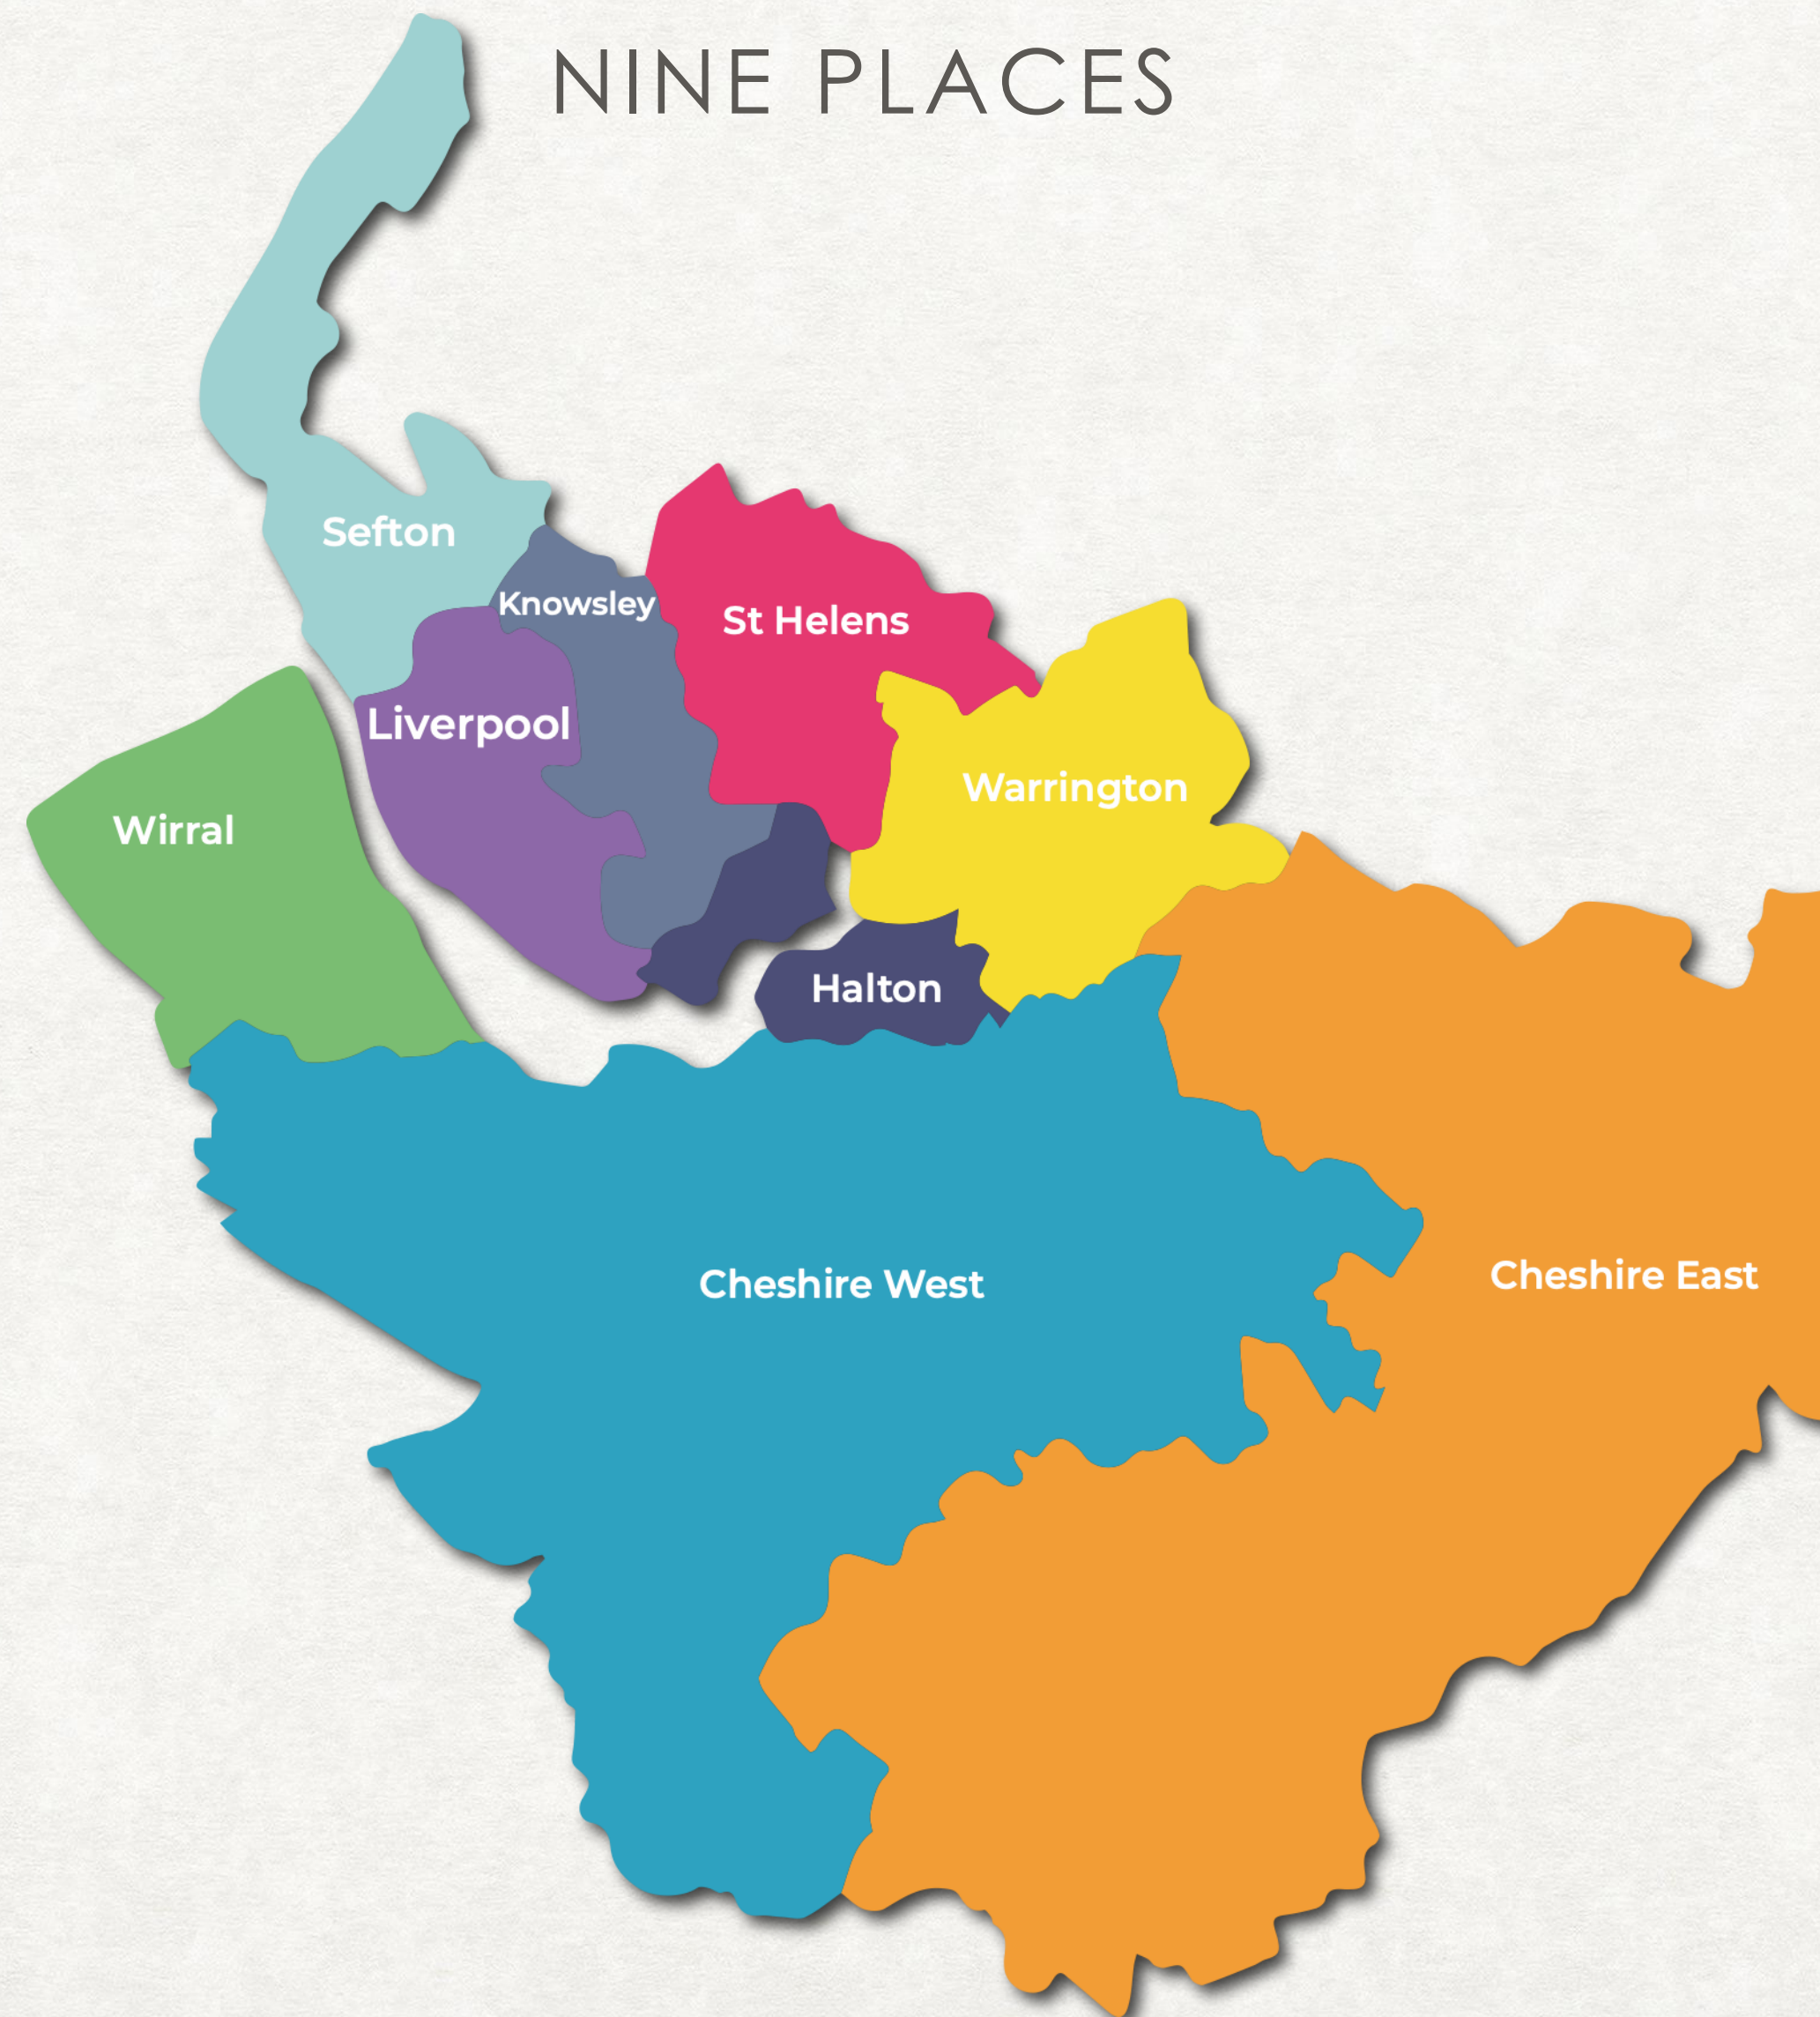 NINE PLACES
Sefton
Knowsley
St Helens
Liverpool
Warrington
Wirral
Halton
Cheshire West
Cheshire East